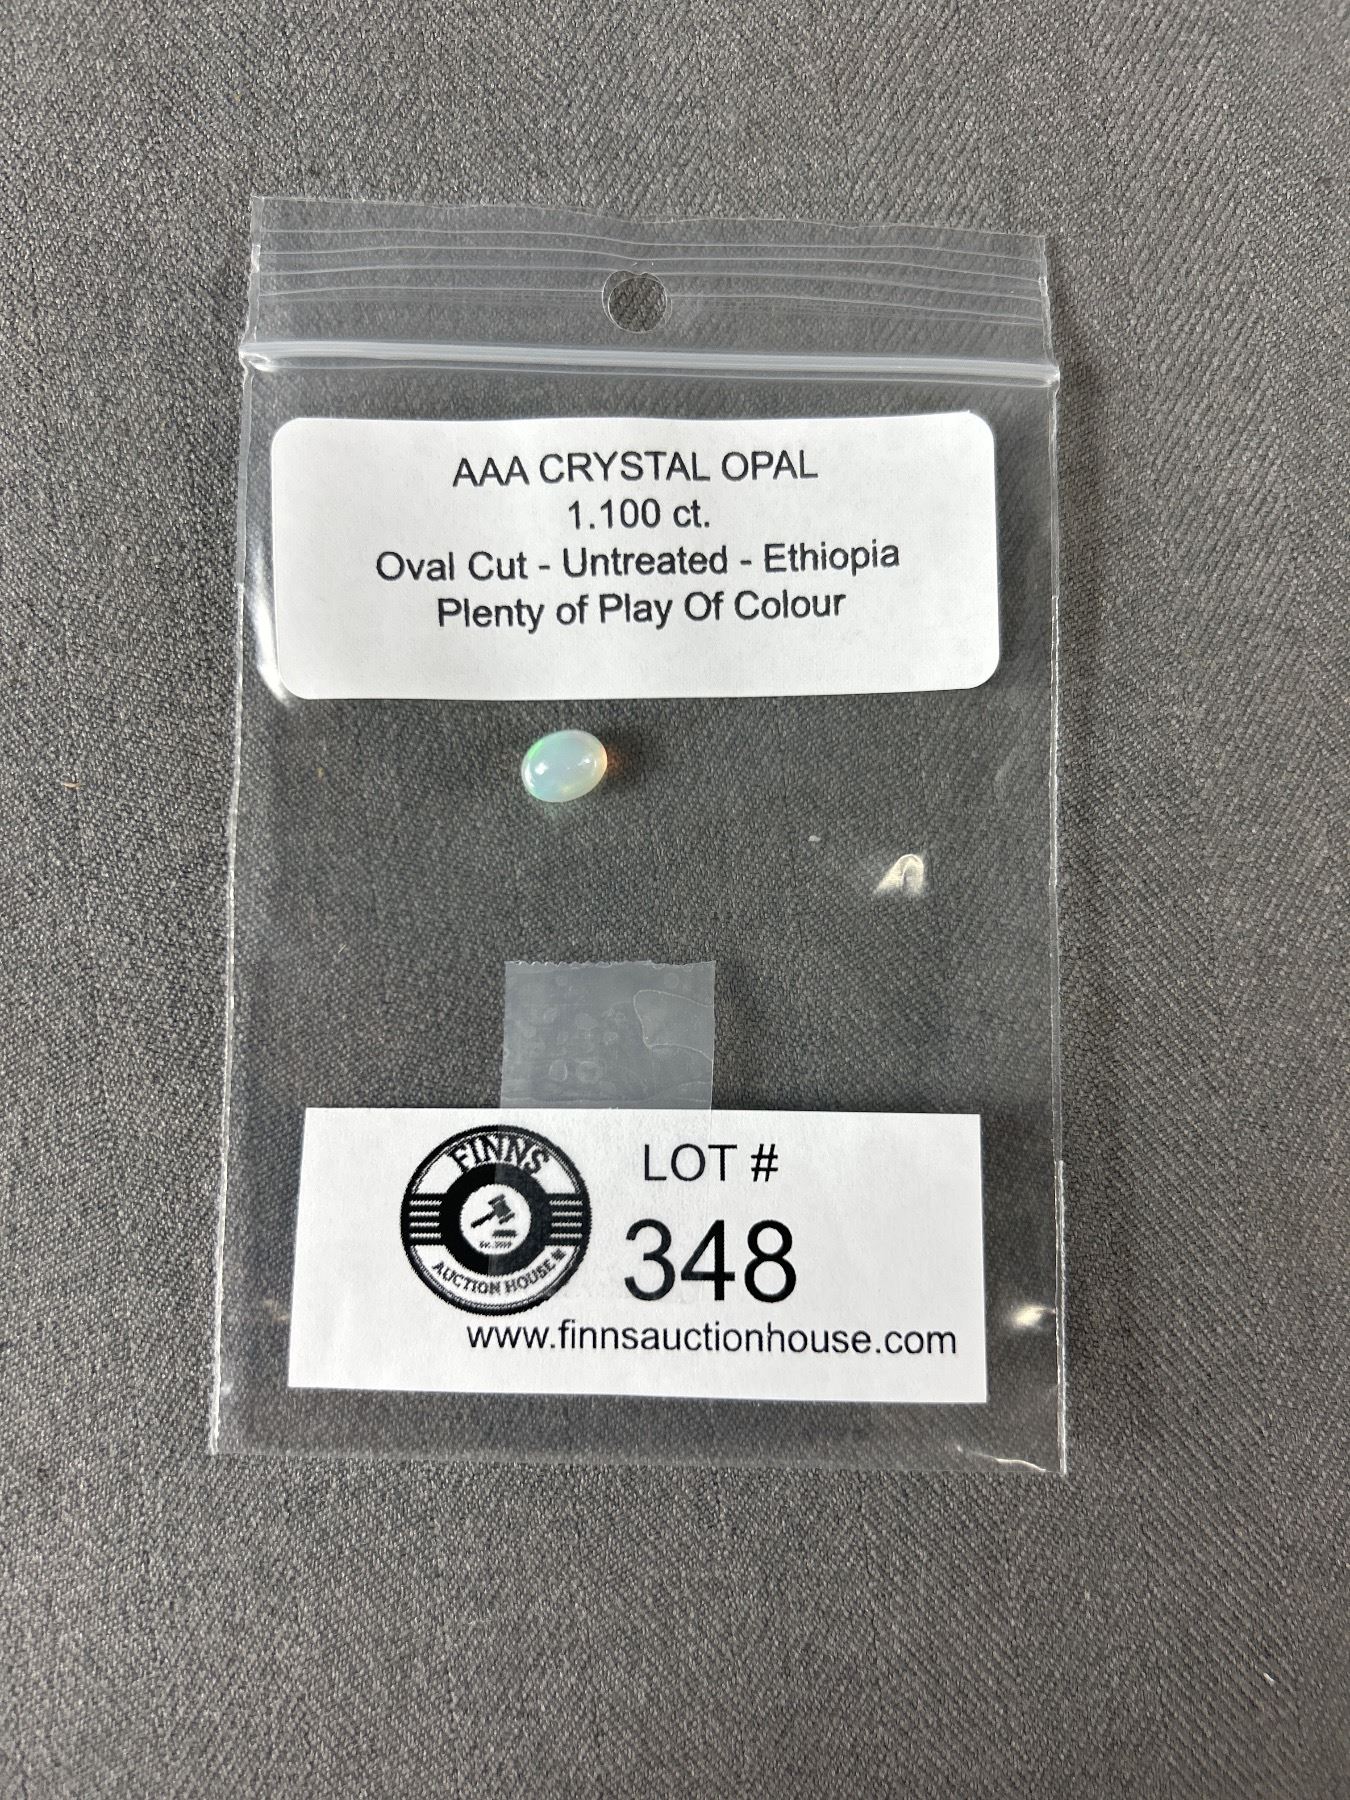 AAA CRYSTAL OPAL
1.100 ct.
Oval Cut - Untreated - Ethiopia
Plenty of Play Of Colour
FINNS
AUCTION HOUSE
LOT #
348
www.finnsauctionhouse.com